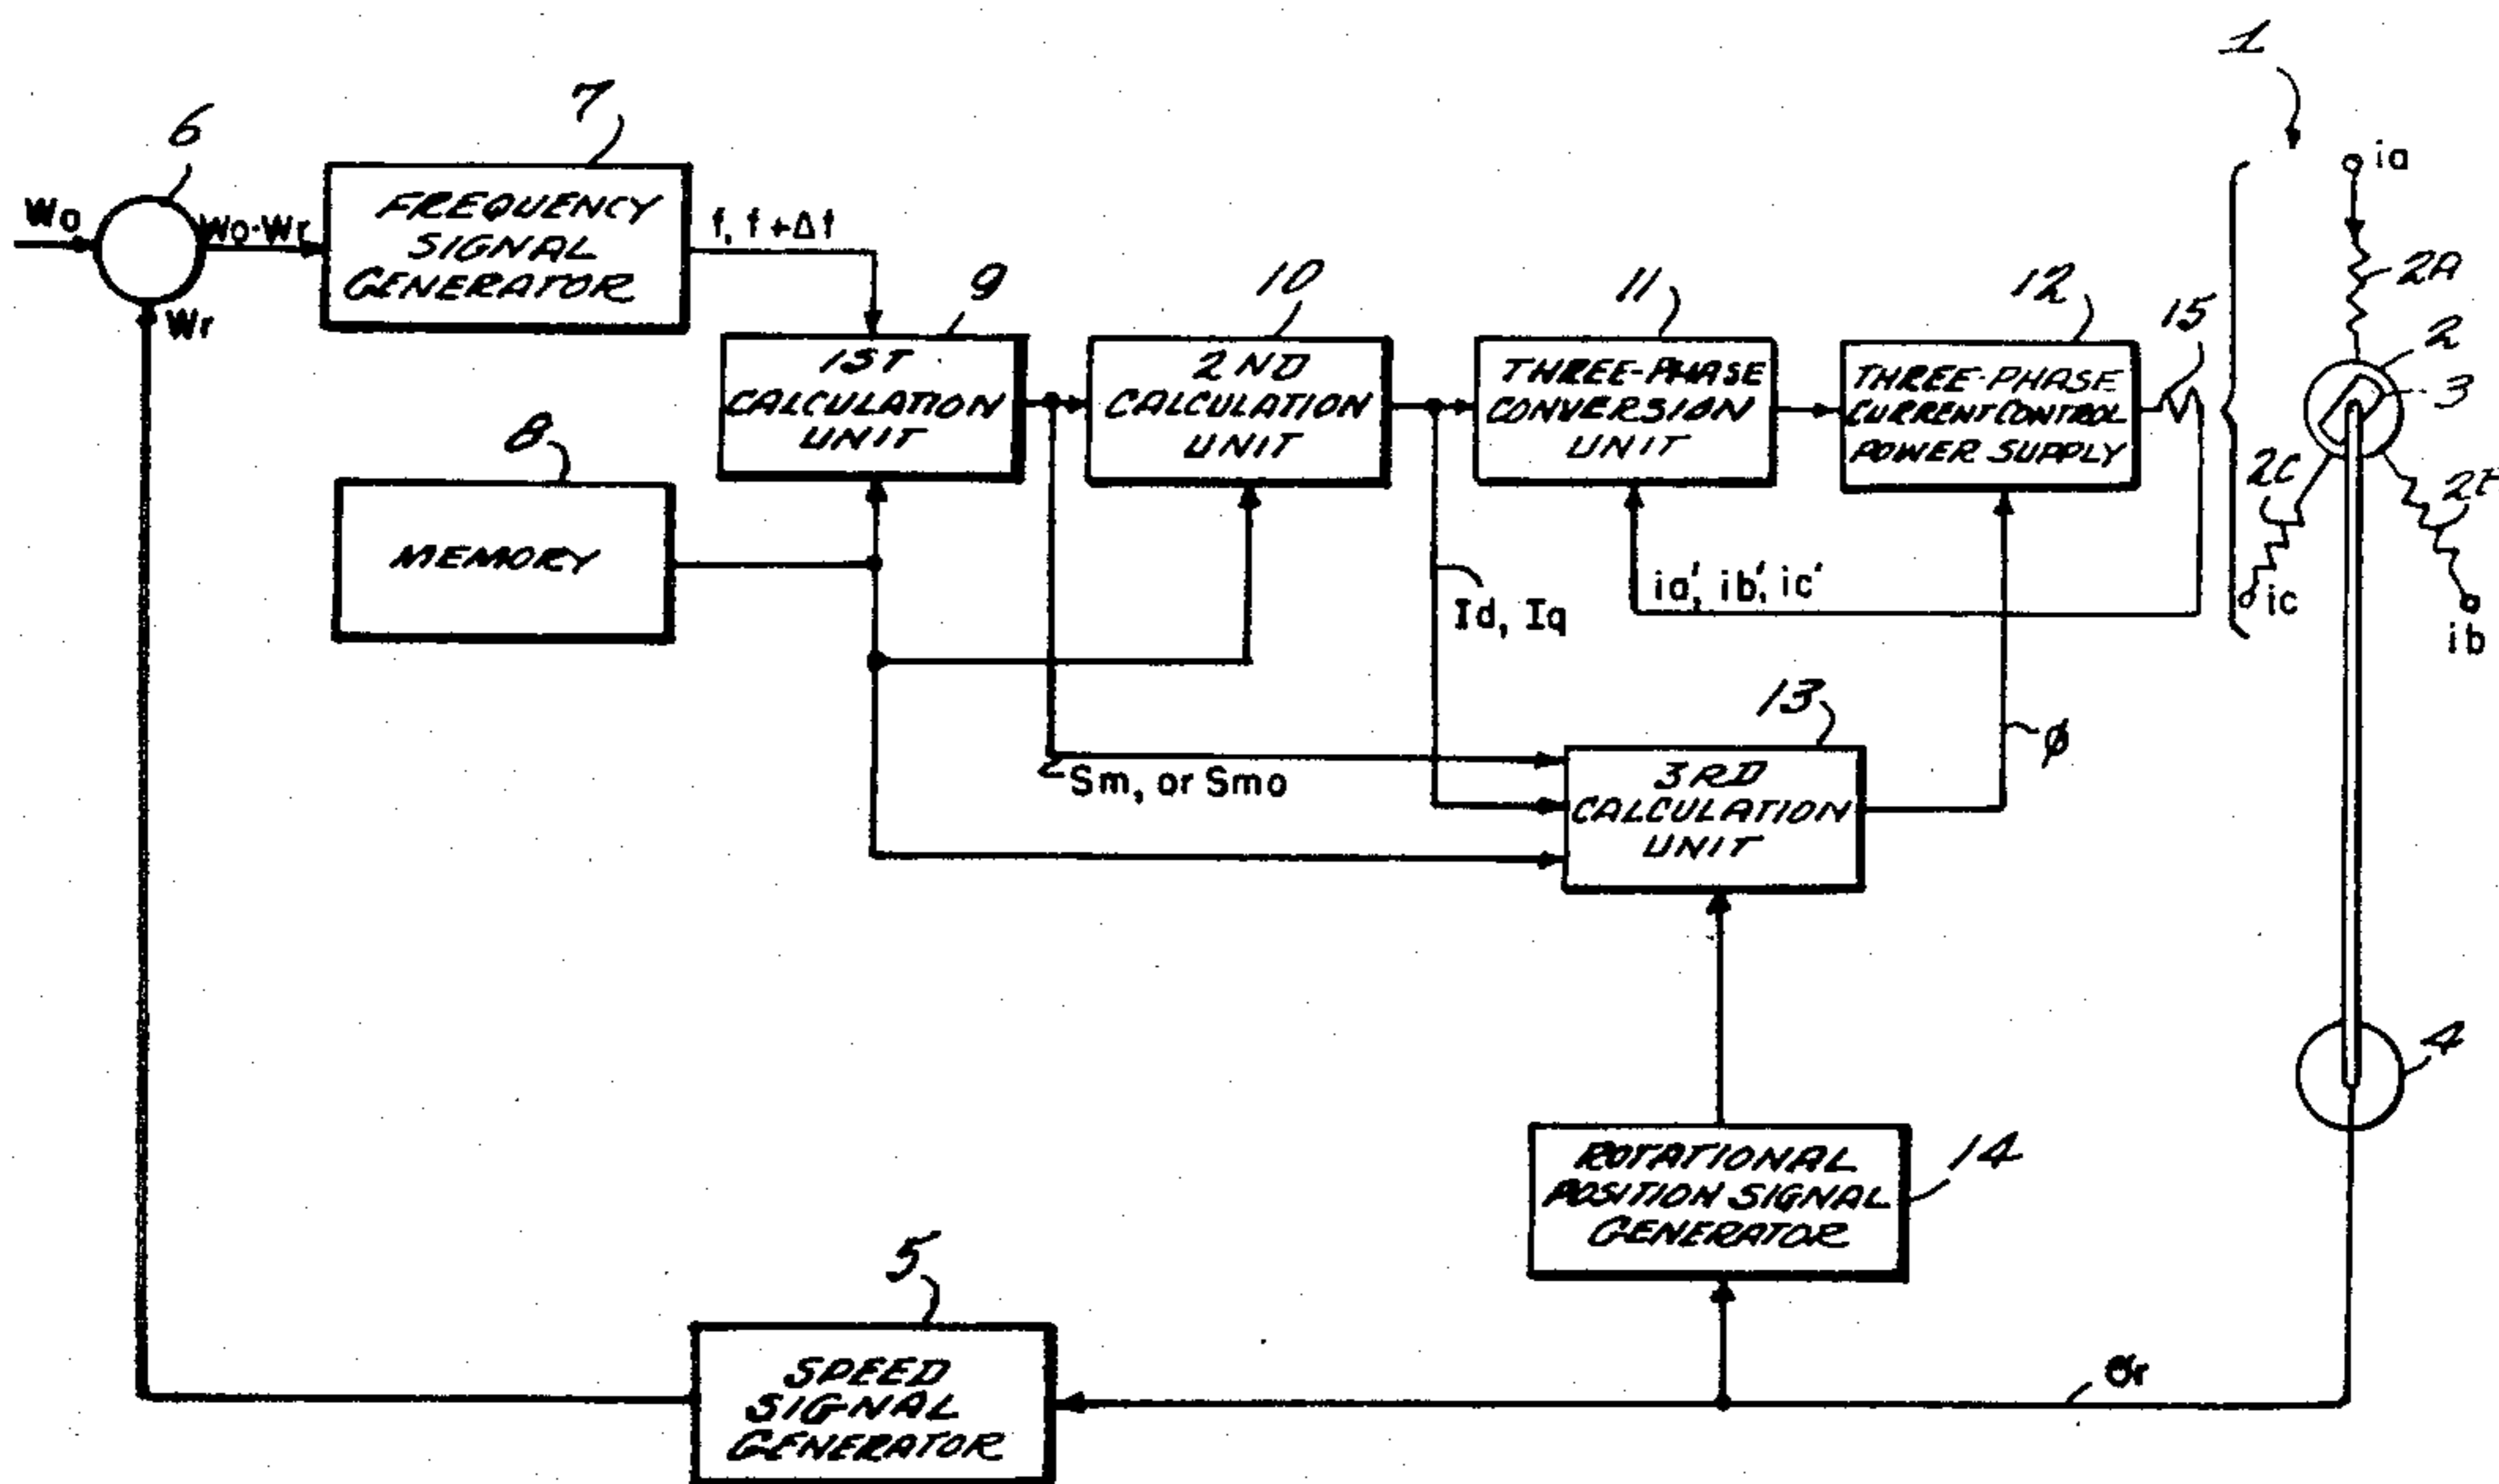 1
6
7
Wo
Wo-Wr
Wr
FREQUENCY
SIGNAL
GENERATOR
f, f+Δf
ia
2A
2
3
2C
ic
ib
9
1ST
CALCULATION
UNIT
10
2ND
CALCULATION
UNIT
11
THREE-PHASE
CONVERSION
UNIT
12
THREE-PHASE
CURRENT CONTROL
POWER SUPPLY
15
8
MEMORY
Id, Iq
ia', ib', ic'
Sm, or Smo
13
3RD
CALCULATION
UNIT
φ
4
14
ROTATIONAL
POSITION SIGNAL
GENERATOR
5
SPEED
SIGNAL
GENERATOR